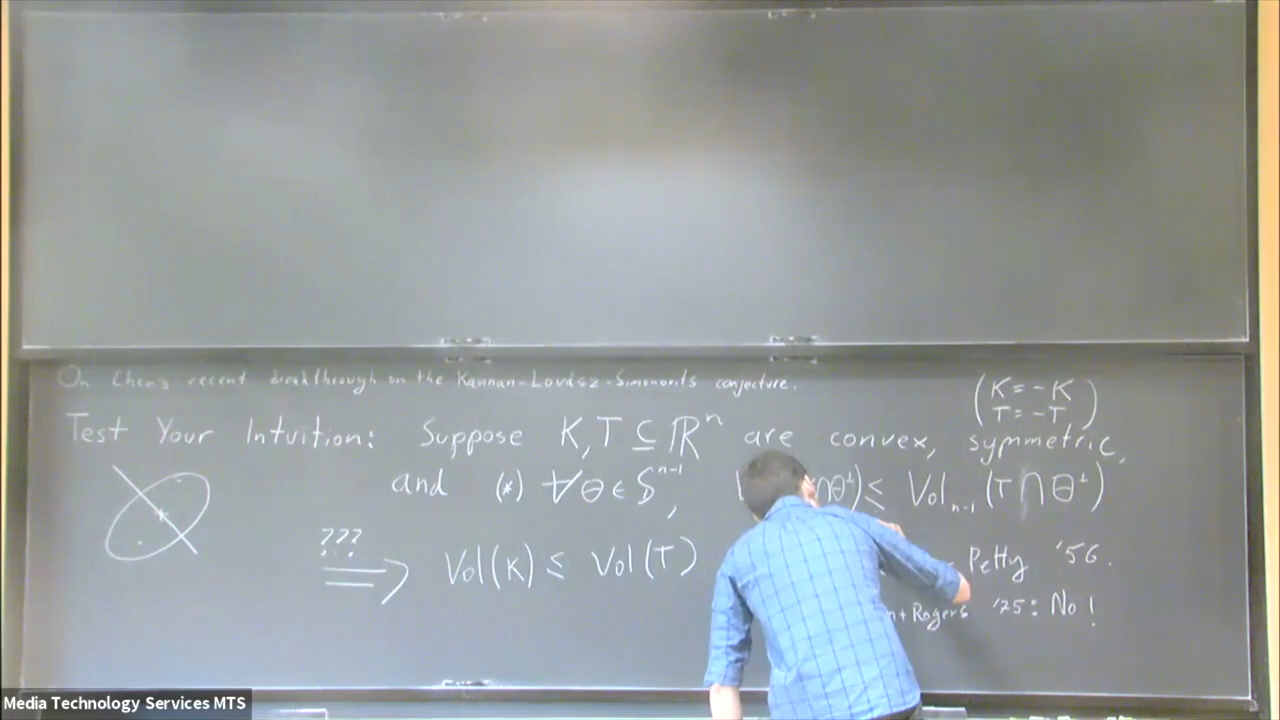 On Chen's recent breakthrough on the Kannan-Lovász-Simonovits conjecture.
(K = -K
T = -T)
Test Your Intuition: Suppose K, T ⊆ ℝⁿ are convex, symmetric,
and (*) ∀θ ∈ Sⁿ⁻¹, ∩θ^⊥) ≤ Vol_{n-1} (T ∩ θ^⊥)
???
⟹ Vol(K) ≤ Vol(T) - Petty '56.
n + Rogers '75: No!
Media Technology Services MTS